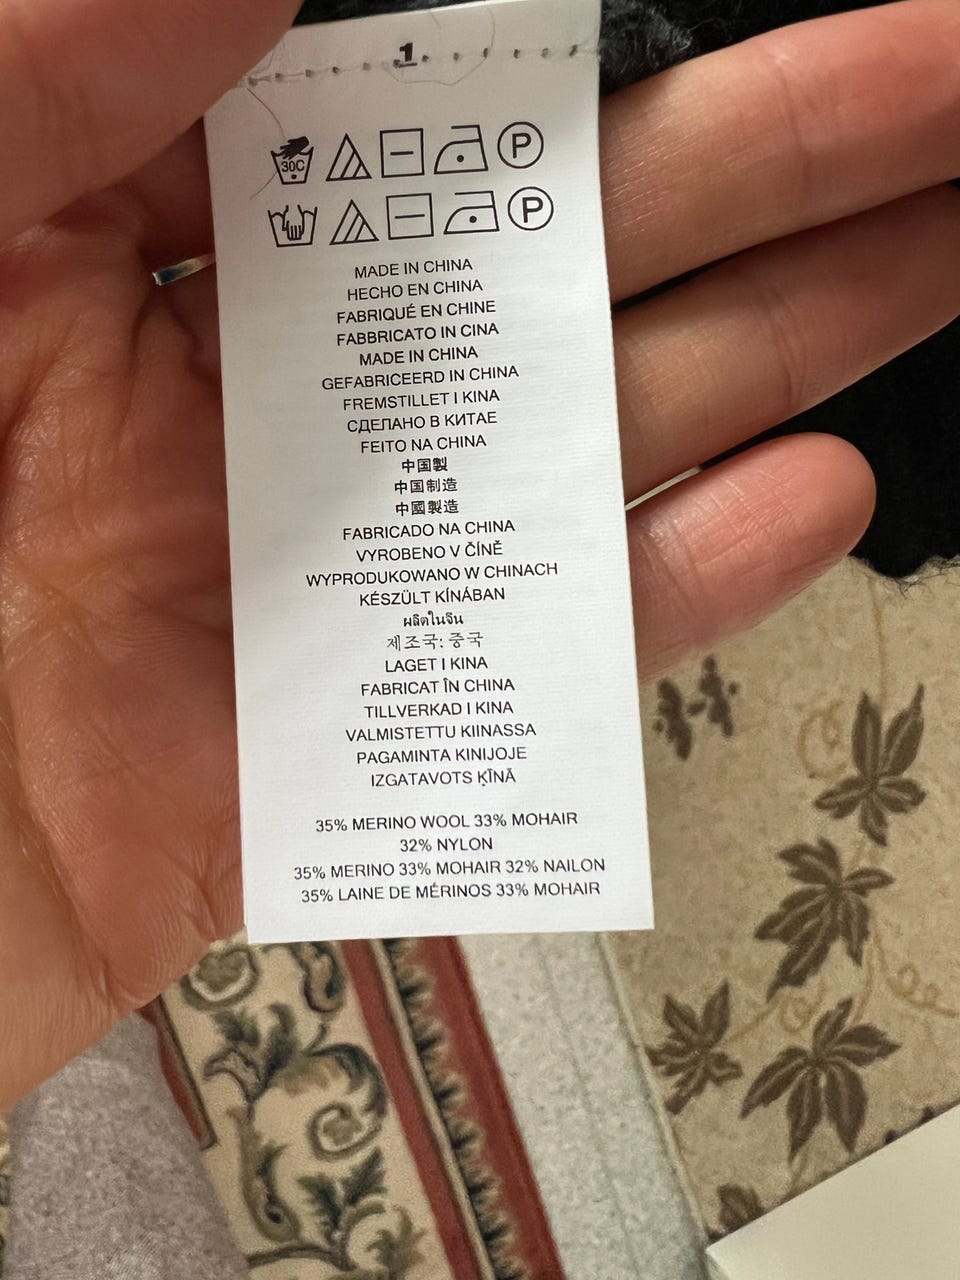 1.
30C P
P
MADE IN CHINA
HECHO EN CHINA
FABRIQUÉ EN CHINE
FABBRICATO IN CINA
MADE IN CHINA
GEFABRICEERD IN CHINA
FREMSTILLET I KINA
СДЕЛАНО В КИТАЕ
FEITO NA CHINA
中国製
中国制造
中國製造
FABRICADO NA CHINA
VYROBENO V ČÍNĚ
WYPRODUKOWANO W CHINACH
KÉSZÜLT KÍNÁBAN
ผลิตในจีน
제조국: 중국
LAGET I KINA
FABRICAT ÎN CHINA
TILLVERKAD I KINA
VALMISTETTU KIINASSA
PAGAMINTA KINIJOJE
IZGATAVOTS ĶĪNĀ
35% MERINO WOOL 33% MOHAIR
32% NYLON
35% MERINO 33% MOHAIR 32% NAILON
35% LAINE DE MÉRINOS 33% MOHAIR